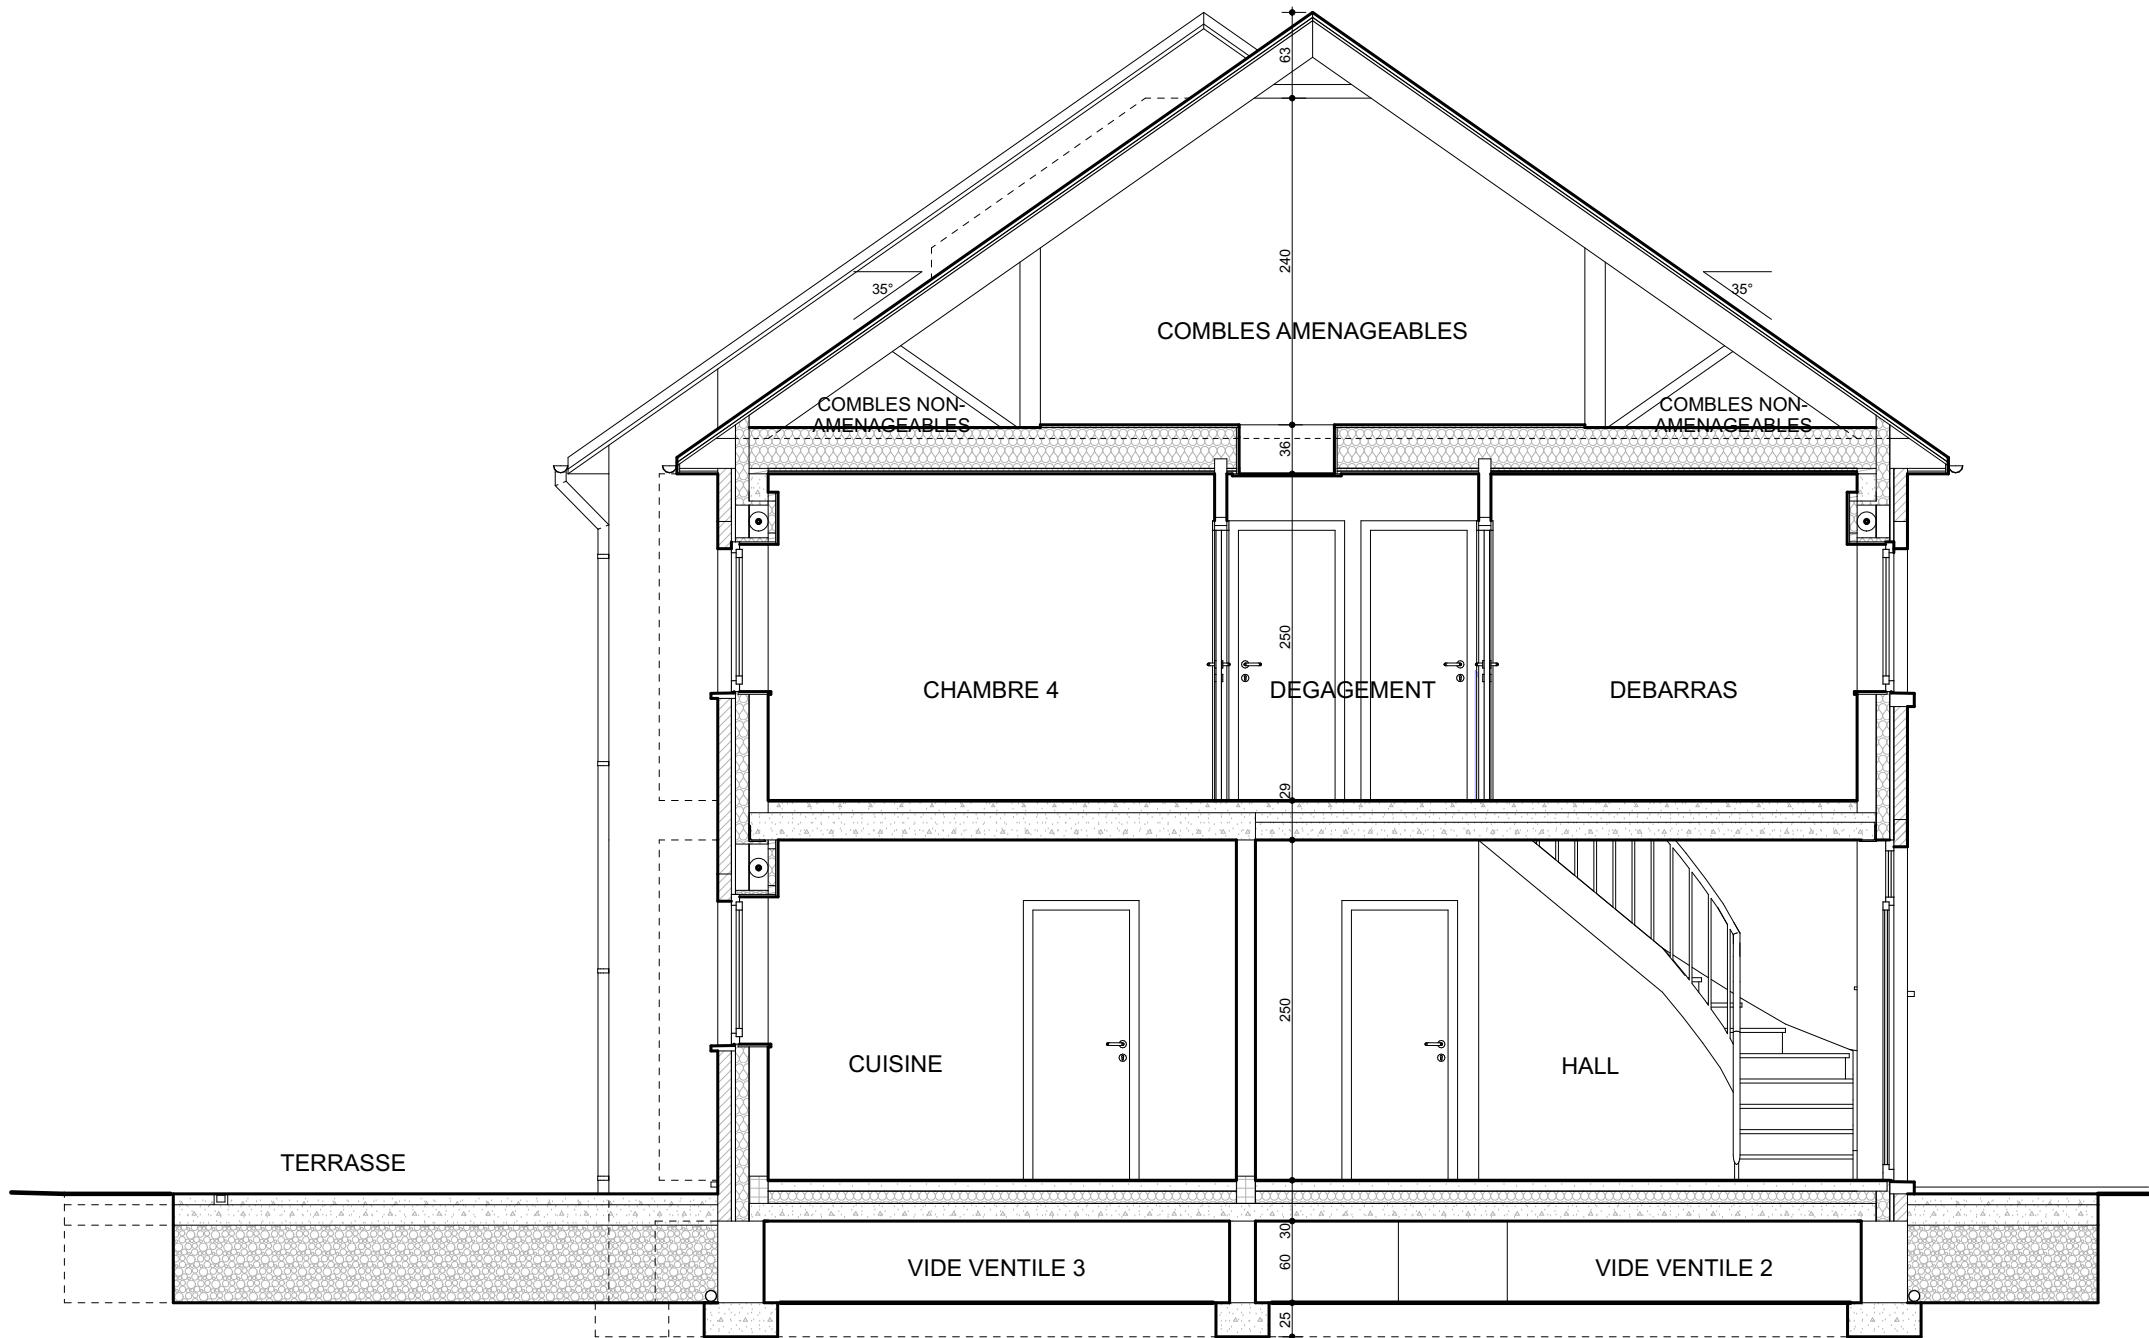 63
240
35°
35°
COMBLES AMENAGEABLES
COMBLES NON-
AMENAGEABLES
COMBLES NON-
AMENAGEABLES
36
250
CHAMBRE 4
DEGAGEMENT
DEBARRAS
29
250
CUISINE
HALL
TERRASSE
30
60
VIDE VENTILE 3
VIDE VENTILE 2
25